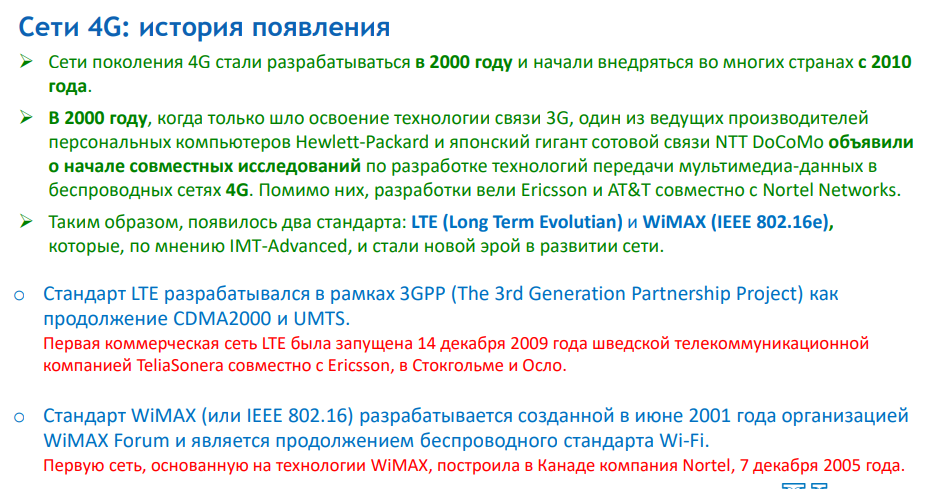 Сети 4G: история появления
➢ Сети поколения 4G стали разрабатываться в 2000 году и начали внедряться во многих странах с 2010
года.
➢ В 2000 году, когда только шло освоение технологии связи 3G, один из ведущих производителей
персональных компьютеров Hewlett-Packard и японский гигант сотовой связи NTT DoCoMo объявили
о начале совместных исследований по разработке технологий передачи мультимедиа-данных в
беспроводных сетях 4G. Помимо них, разработки вели Ericsson и AT&T совместно с Nortel Networks.
➢ Таким образом, появилось два стандарта: LTE (Long Term Evolutian) и WiMAX (IEEE 802.16e),
которые, по мнению IMT-Advanced, и стали новой эрой в развитии сети.
o Стандарт LTE разрабатывался в рамках 3GPP (The 3rd Generation Partnership Project) как
продолжение CDMA2000 и UMTS.
Первая коммерческая сеть LTE была запущена 14 декабря 2009 года шведской телекоммуникационной
компанией TeliaSonera совместно с Ericsson, в Стокгольме и Осло.
o Стандарт WiMAX (или IEEE 802.16) разрабатывается созданной в июне 2001 года организацией
WiMAX Forum и является продолжением беспроводного стандарта Wi-Fi.
Первую сеть, основанную на технологии WiMAX, построила в Канаде компания Nortel, 7 декабря 2005 года.